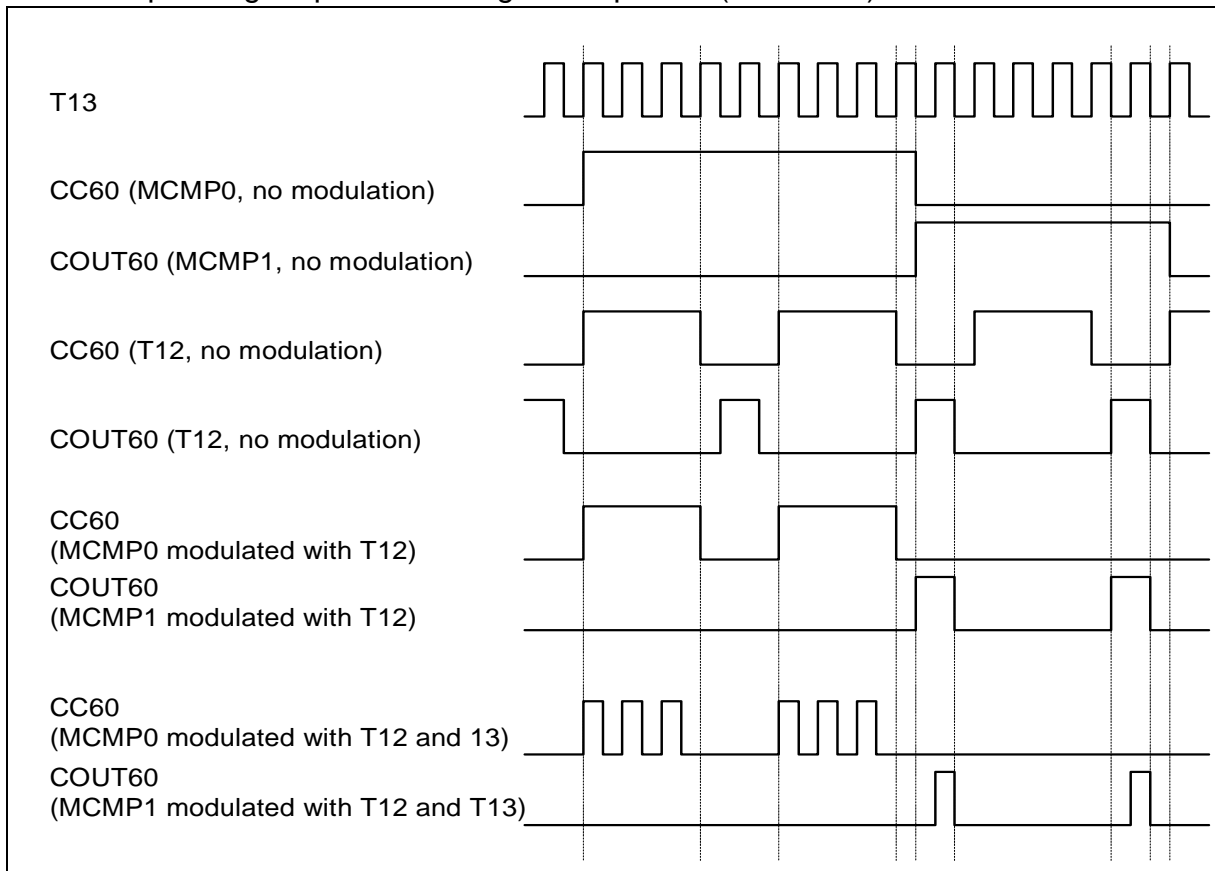 T13
CC60 (MCMP0, no modulation)
COUT60 (MCMP1, no modulation)
CC60 (T12, no modulation)
COUT60 (T12, no modulation)
CC60
(MCMP0 modulated with T12)
COUT60
(MCMP1 modulated with T12)
CC60
(MCMP0 modulated with T12 and 13)
COUT60
(MCMP1 modulated with T12 and T13)